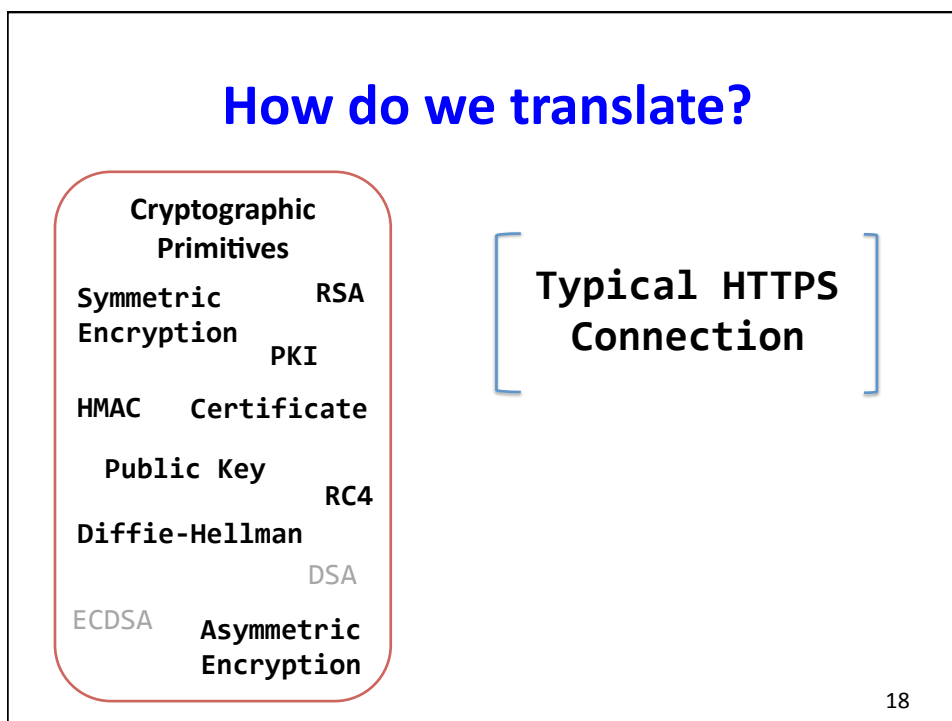 How do we translate?
Cryptographic
Primitives
Symmetric
Encryption
RSA
PKI
HMAC
Certificate
Public Key
RC4
Diffie-Hellman
DSA
ECDSA
Asymmetric
Encryption
Typical HTTPS
Connection
18